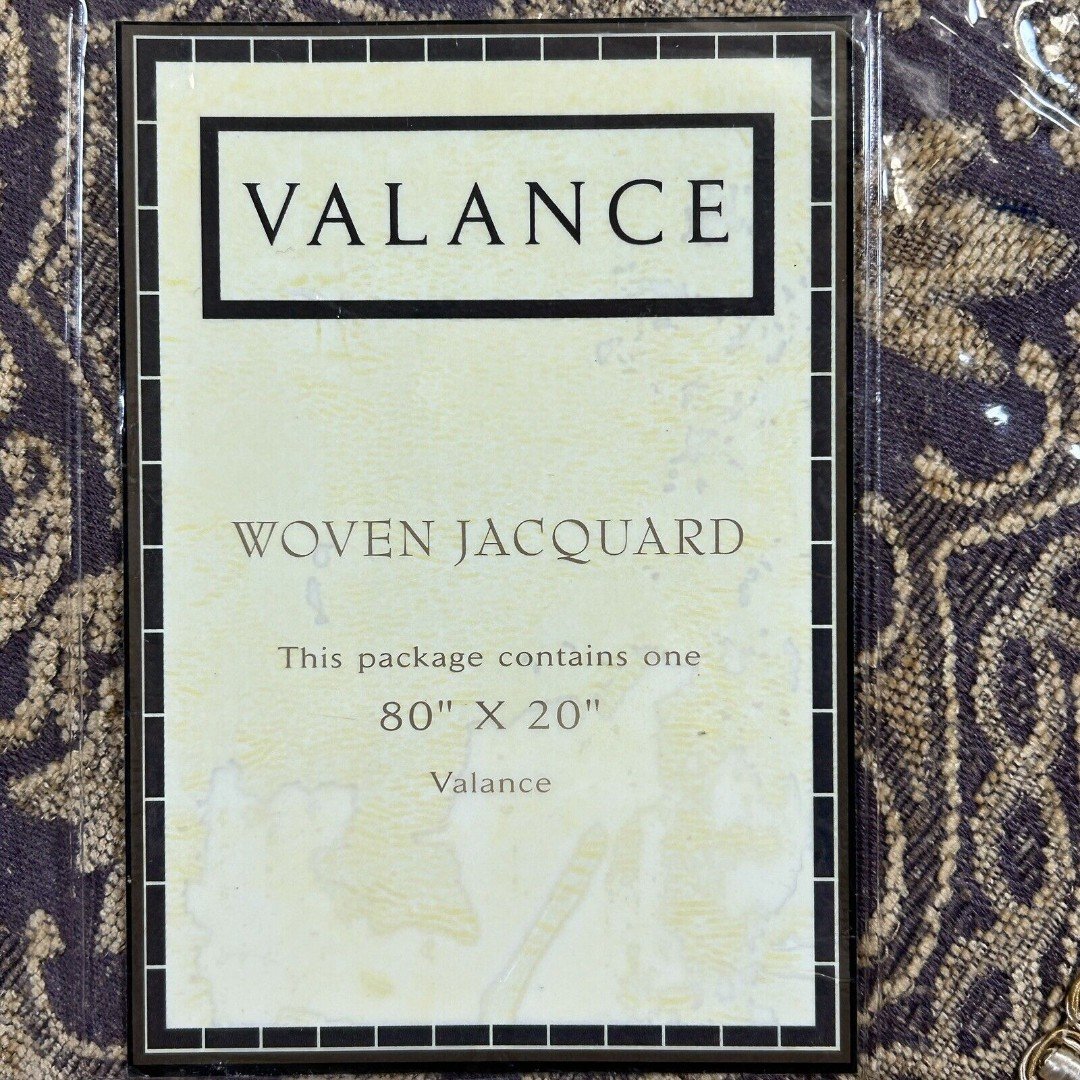 VALANCE
WOVEN JACQUARD
This package contains one
80" X 20"
Valance